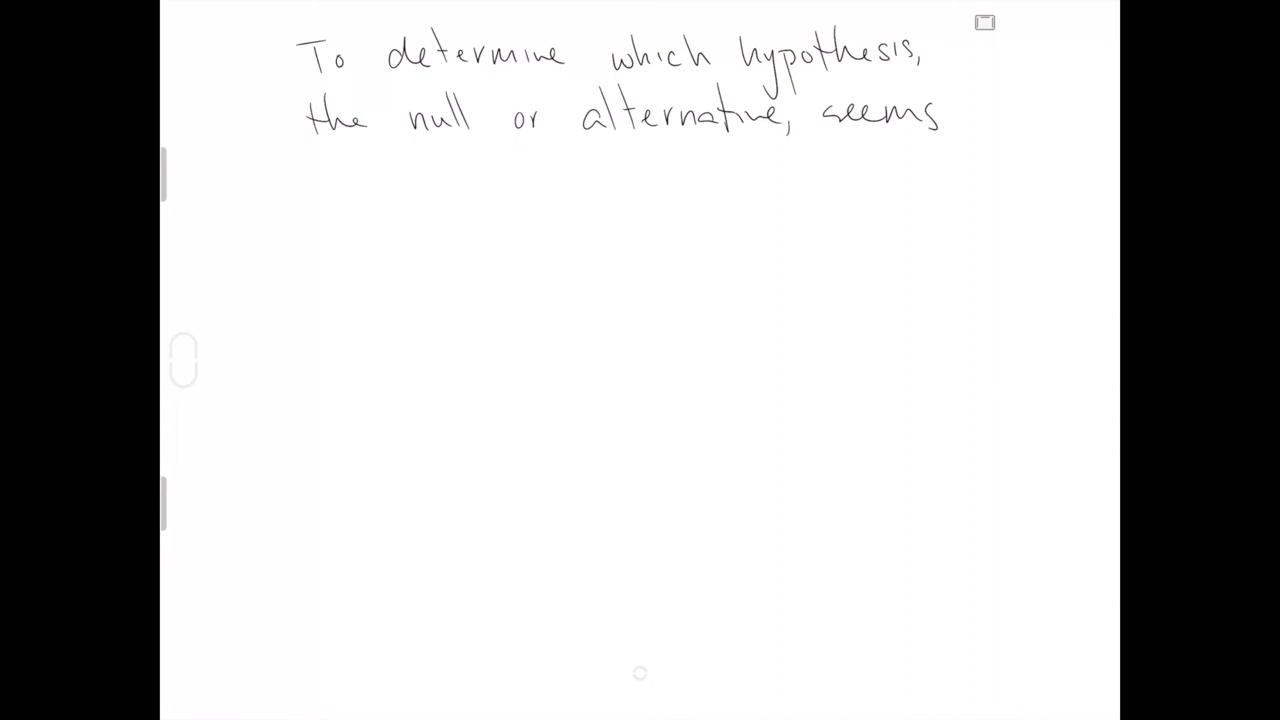 To determine which hypothesis,
the null or alternative, seems